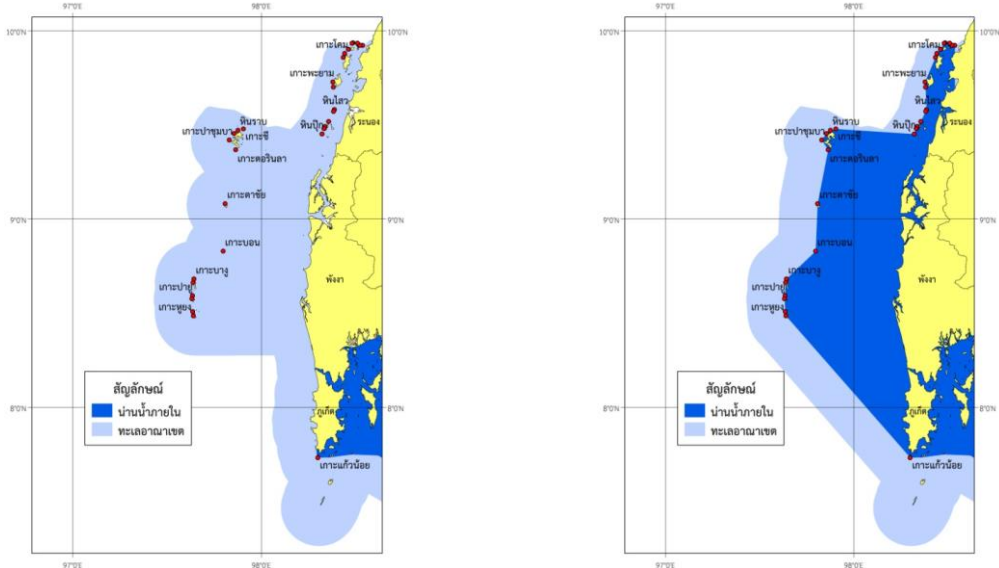 97°0'E 98°0'E
10°0'N 10°0'N
เกาะโคม
เกาะพะยาม
หินไสว
หินราบ
เกาะปาชุมบา
หินปุ๊ก
ระนอง
เกาะชี
เกาะตอรินลา
เกาะตาชัย
9°0'N 9°0'N
เกาะบอน
เกาะบางู
พังงา
เกาะปายู
เกาะหูยง
สัญลักษณ์
น่านน้ำภายใน
ทะเลอาณาเขต
8°0'N 8°0'N
ภูเก็ต
เกาะแก้วน้อย
97°0'E 98°0'E
97°0'E 98°0'E
10°0'N 10°0'N
เกาะโคม
เกาะพะยาม
หินไสว
หินราบ
เกาะปาชุมบา
หินปุ๊ก
ระนอง
เกาะชี
เกาะตอรินลา
เกาะตาชัย
9°0'N 9°0'N
เกาะบอน
เกาะบางู
พังงา
เกาะปายู
เกาะหูยง
สัญลักษณ์
น่านน้ำภายใน
ทะเลอาณาเขต
8°0'N 8°0'N
ภูเก็ต
เกาะแก้วน้อย
97°0'E 98°0'E